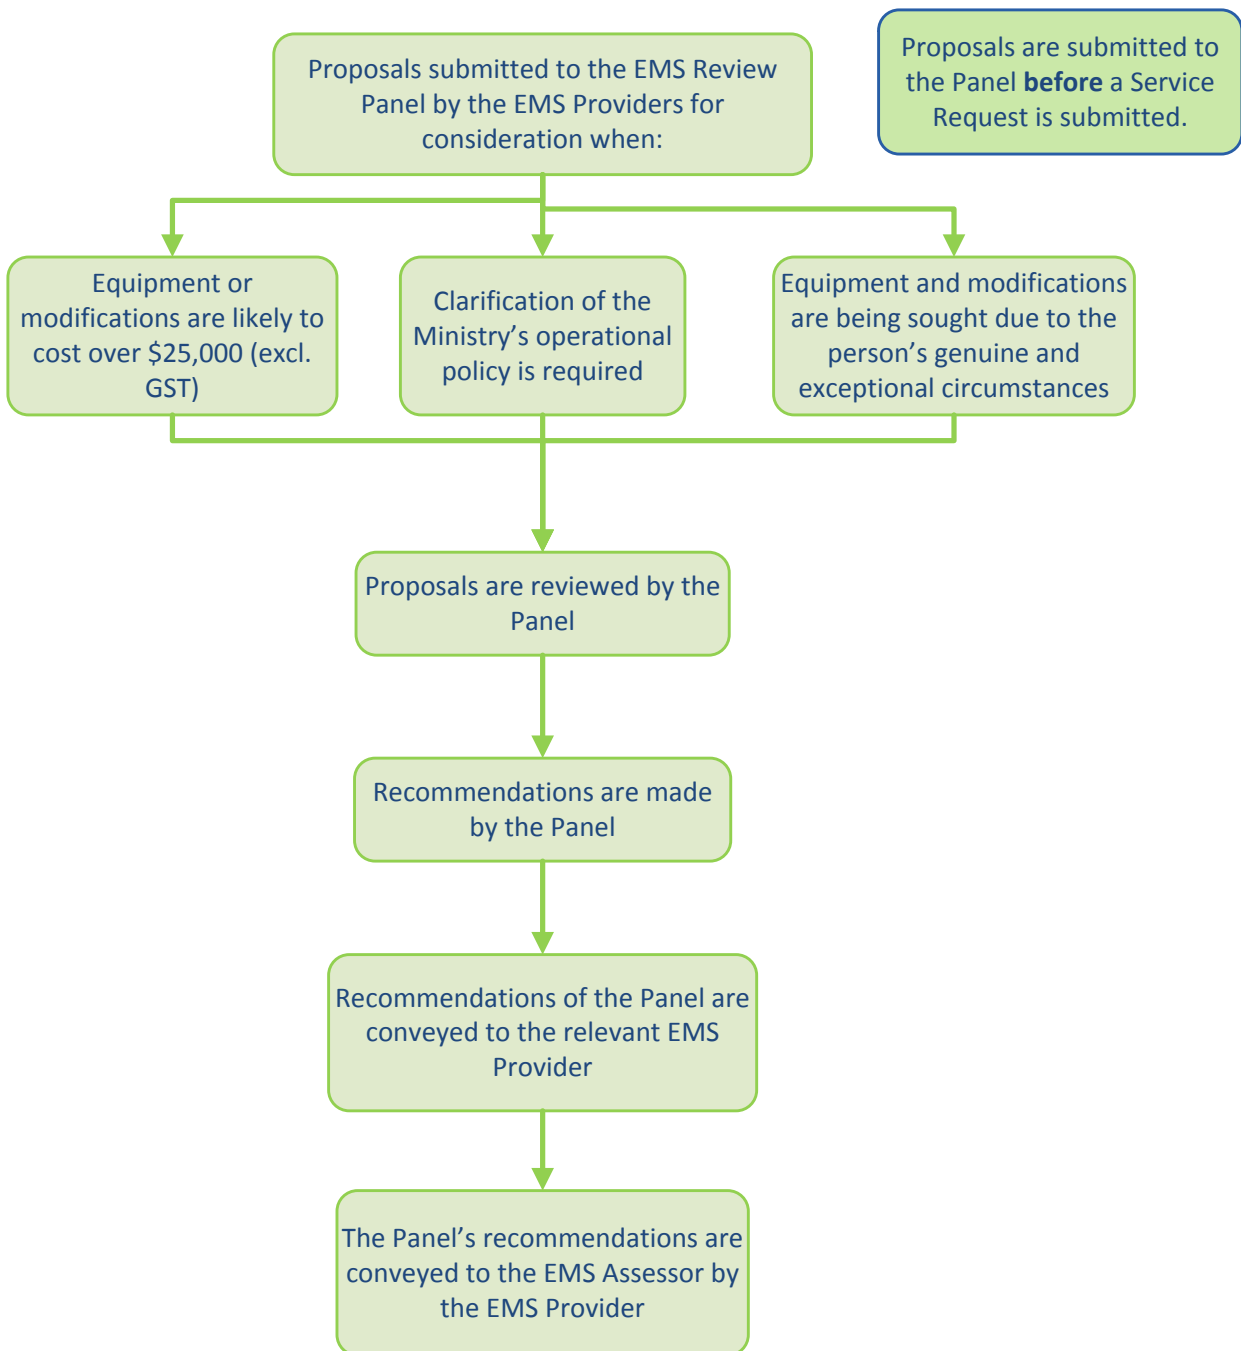 Proposals submitted to the EMS Review
Panel by the EMS Providers for
consideration when:
Proposals are submitted to
the Panel before a Service
Request is submitted.
Equipment or
modifications are likely to
cost over $25,000 (excl.
GST)
Clarification of the
Ministry’s operational
policy is required
Equipment and modifications
are being sought due to the
person’s genuine and
exceptional circumstances
Proposals are reviewed by the
Panel
Recommendations are made
by the Panel
Recommendations of the Panel are
conveyed to the relevant EMS
Provider
The Panel’s recommendations are
conveyed to the EMS Assessor by
the EMS Provider